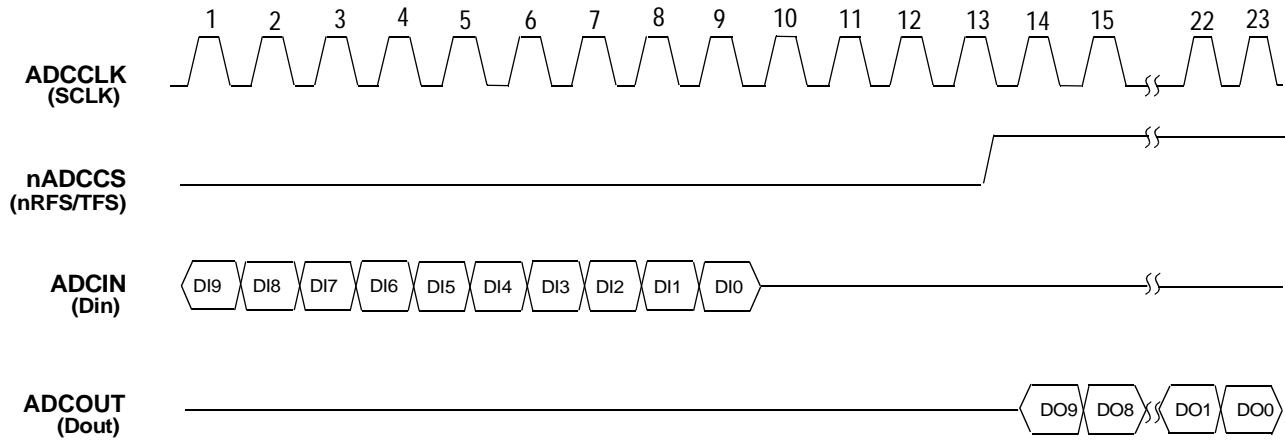 1 2 3 4 5 6 7 8 9 10 11 12 13 14 15 22 23
ADCCLK
(SCLK)
nADCCS
(nRFS/TFS)
ADCIN
(Din)
DI9 DI8 DI7 DI6 DI5 DI4 DI3 DI2 DI1 DI0
ADCOUT
(Dout)
DO9 DO8 DO1 DO0